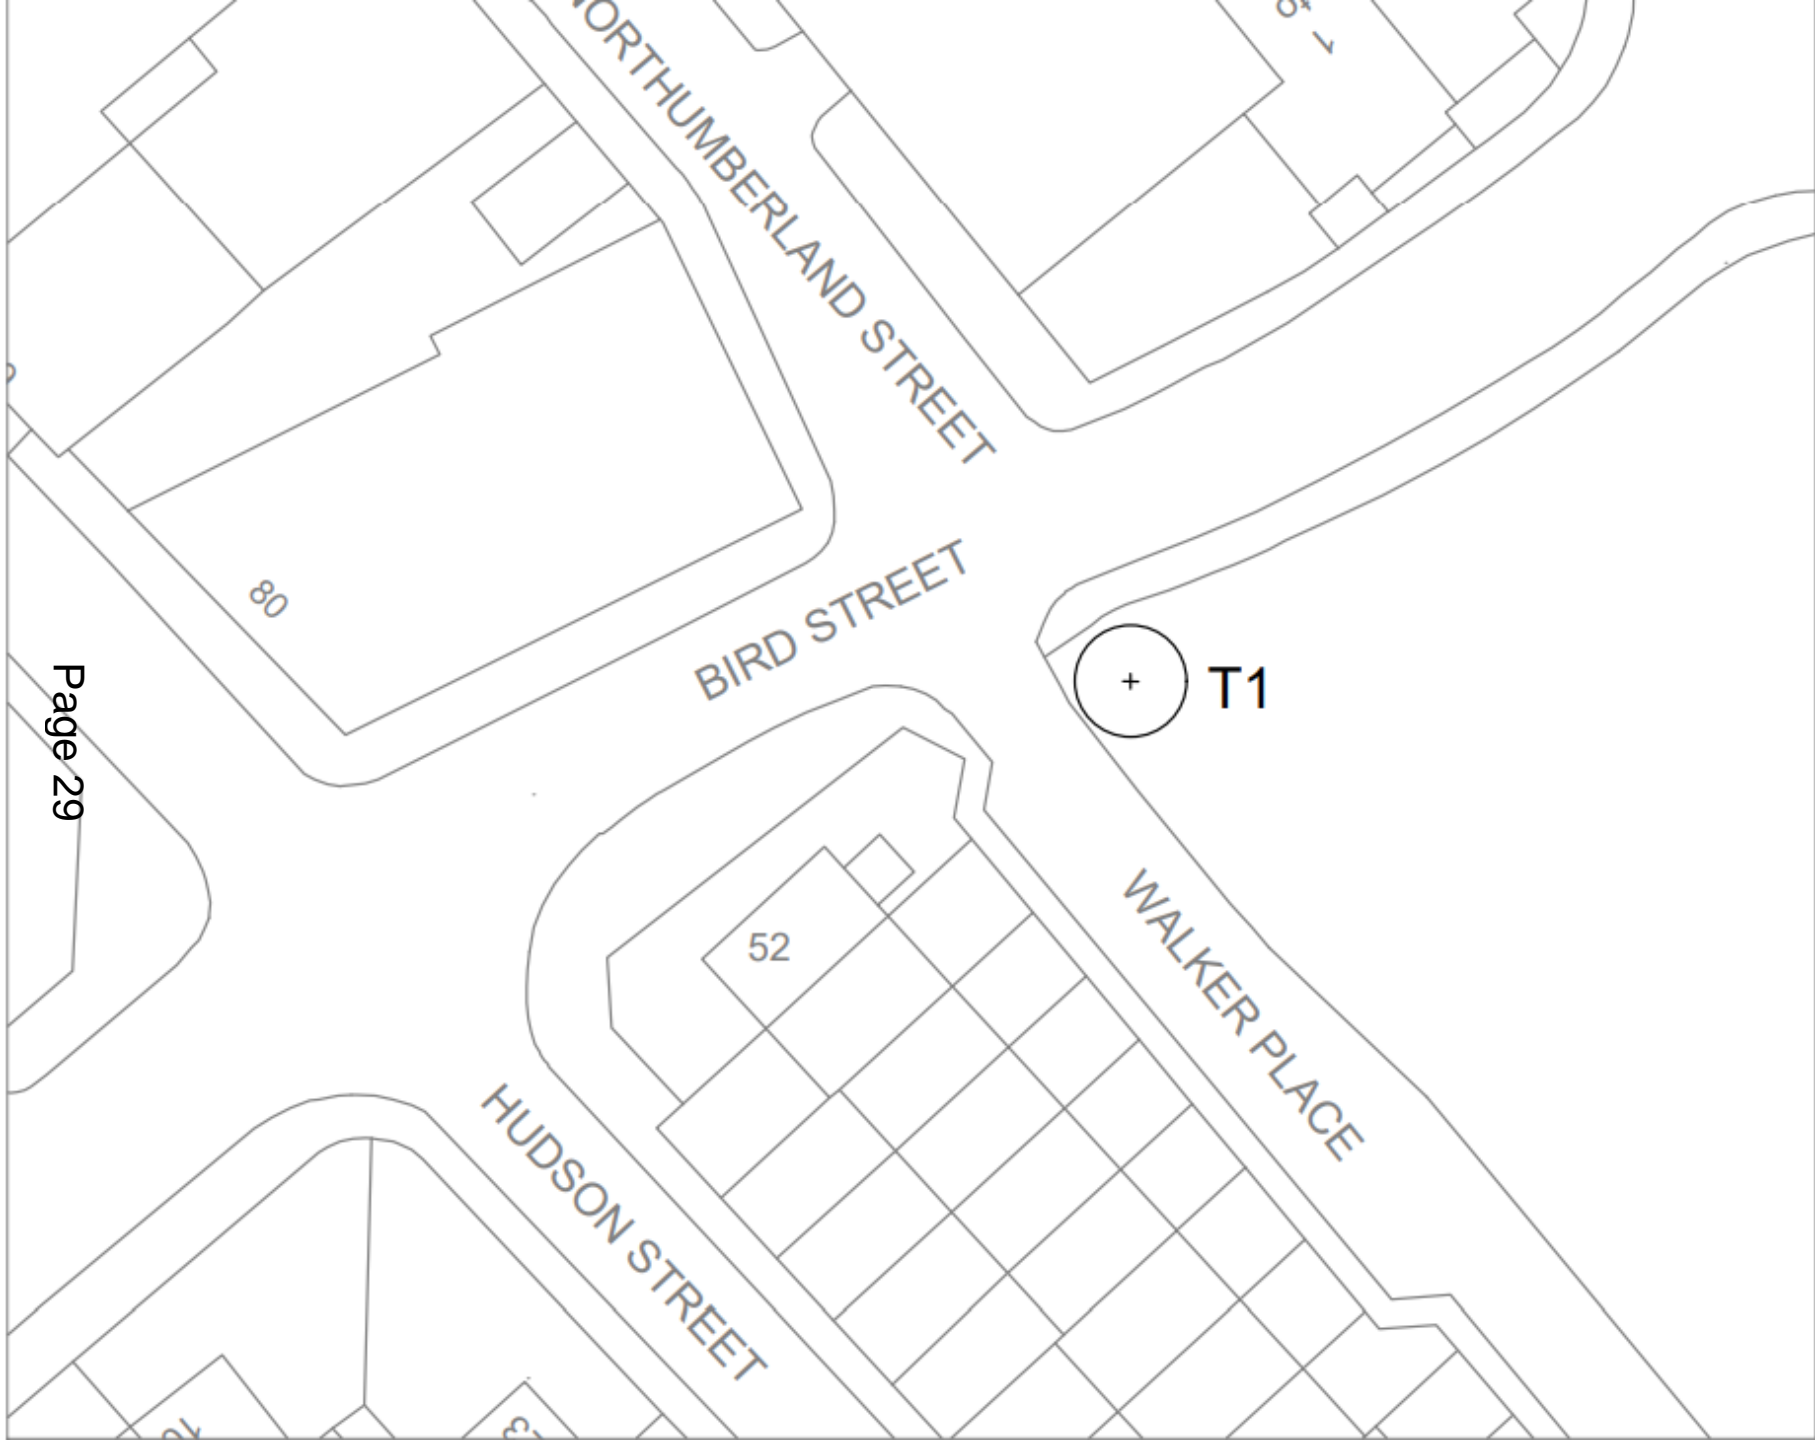 NORTHUMBERLAND STREET
BIRD STREET
T1
80
Page 29
52
WALKER PLACE
HUDSON STREET